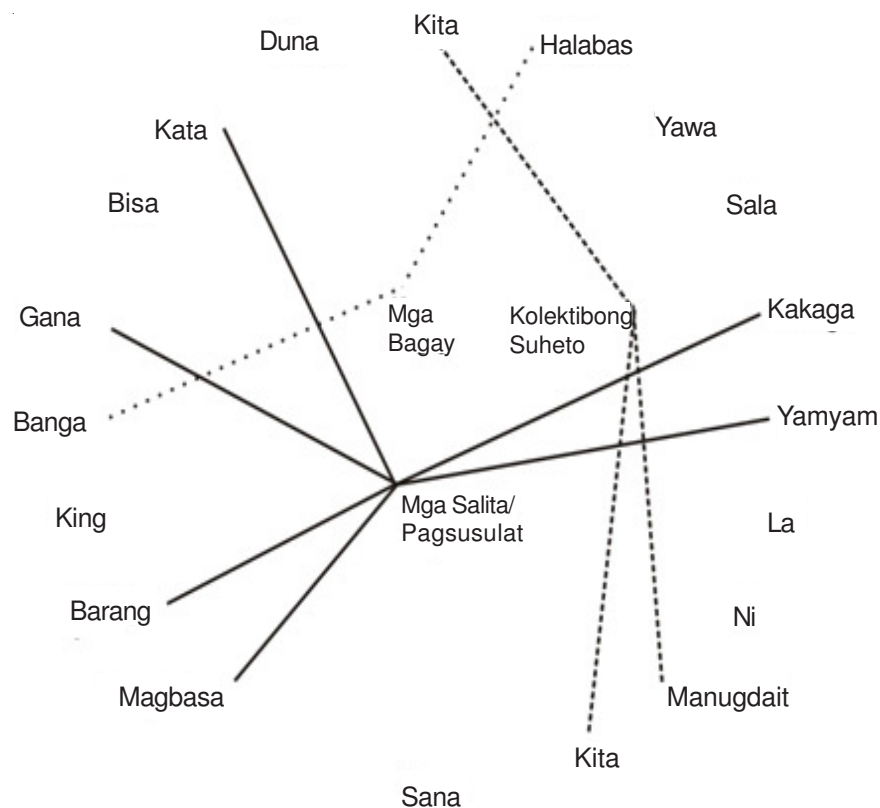 Kita
Duna
Halabas
Kata
Yawa
Bisa
Sala
Gana
Mga
Bagay
Kolektibong
Suheto
Kakaga
Banga
Yamyam
King
Mga Salita/
Pagsusulat
La
Barang
Ni
Magbasa
Manugdait
Kita
Sana